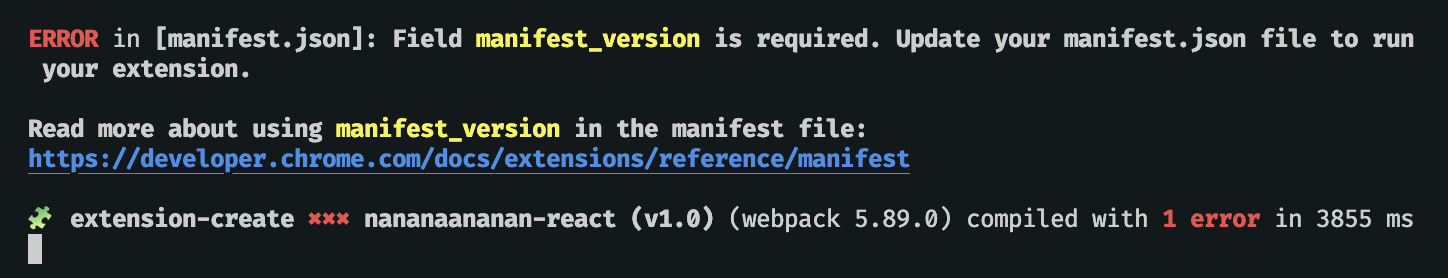 ERROR in [manifest.json]: Field manifest_version is required. Update your manifest.json file to run
your extension.
Read more about using manifest_version in the manifest file:
https://developer.chrome.com/docs/extensions/reference/manifest
🧩 extension-create ✖✖✖ nananaananan-react (v1.0) (webpack 5.89.0) compiled with 1 error in 3855 ms